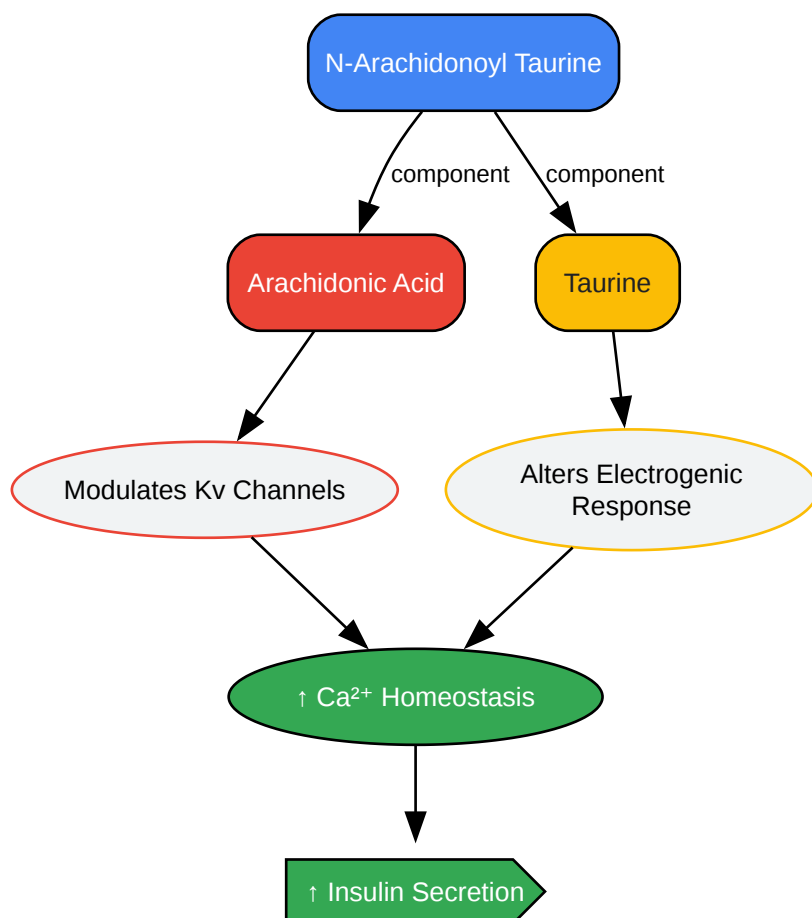 N-Arachidonoyl Taurine
component
component
Arachidonic Acid
Taurine
Modulates Kv Channels
Alters Electrogenic
Response
↑ Ca²⁺ Homeostasis
↑ Insulin Secretion